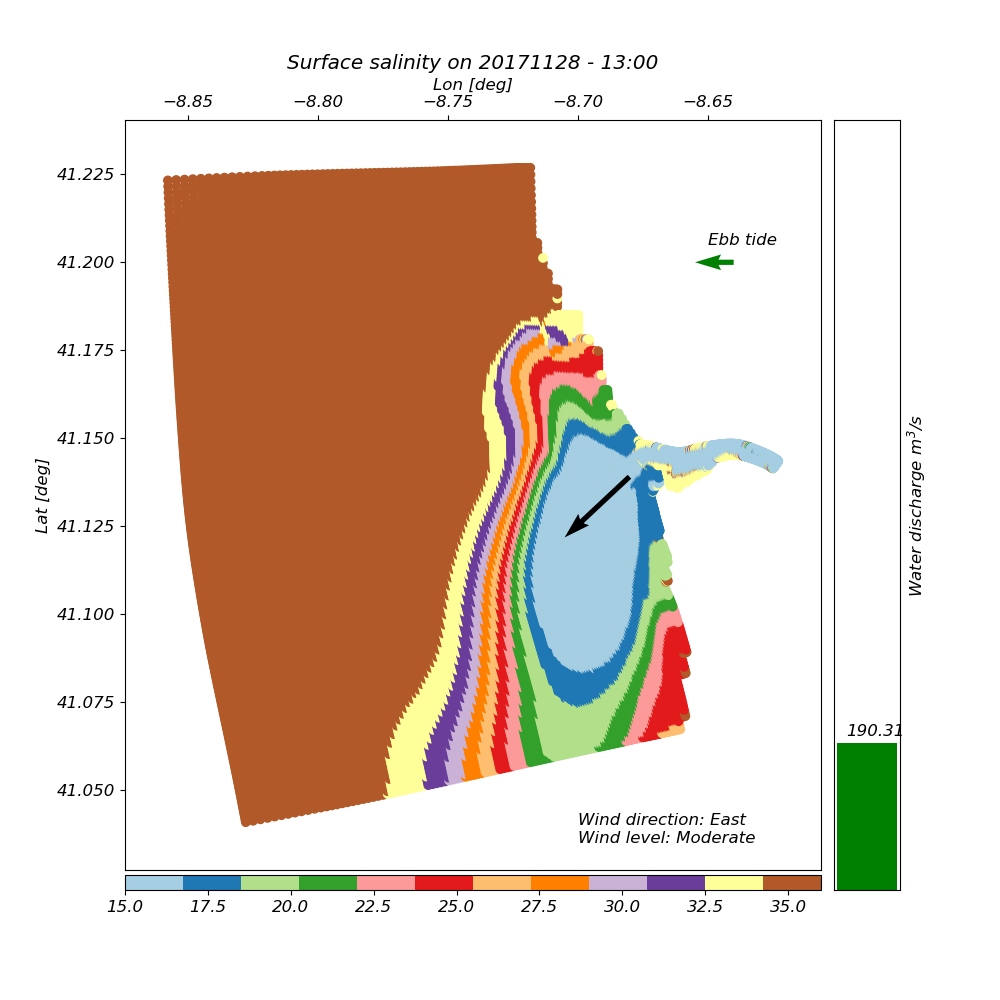 Surface salinity on 20171128 - 13:00
Lon [deg]
−8.85 −8.80 −8.75 −8.70 −8.65
41.225
41.200
41.175
41.150
41.125
41.100
41.075
41.050
Lat [deg]
Ebb tide
Wind direction: East
Wind level: Moderate
190.31
Water discharge m³/s
15.0 17.5 20.0 22.5 25.0 27.5 30.0 32.5 35.0